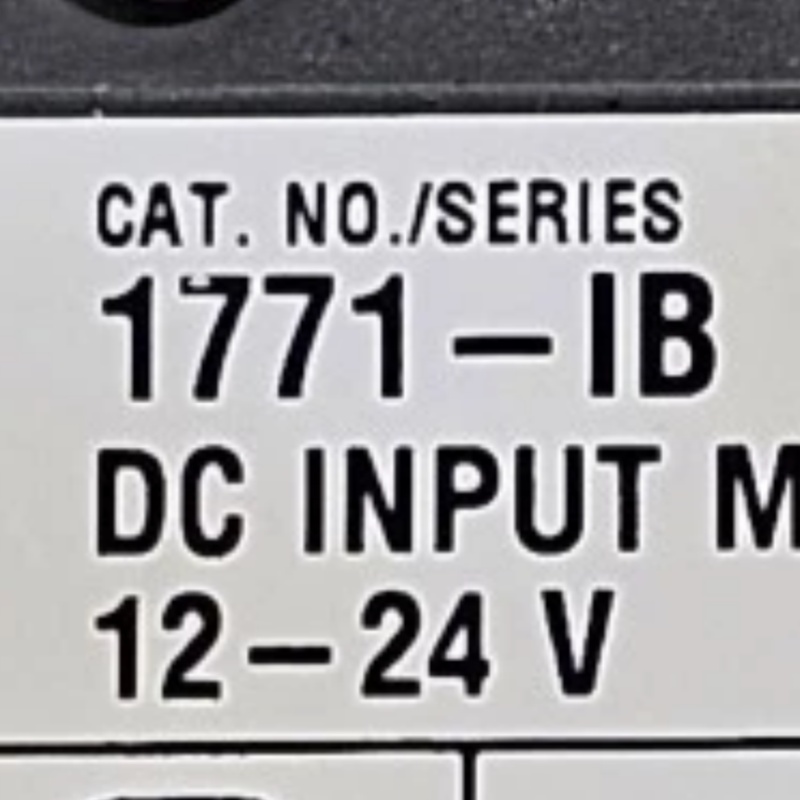 CAT. NO./SERIES
1771-IB
DC INPUT M
12-24 V